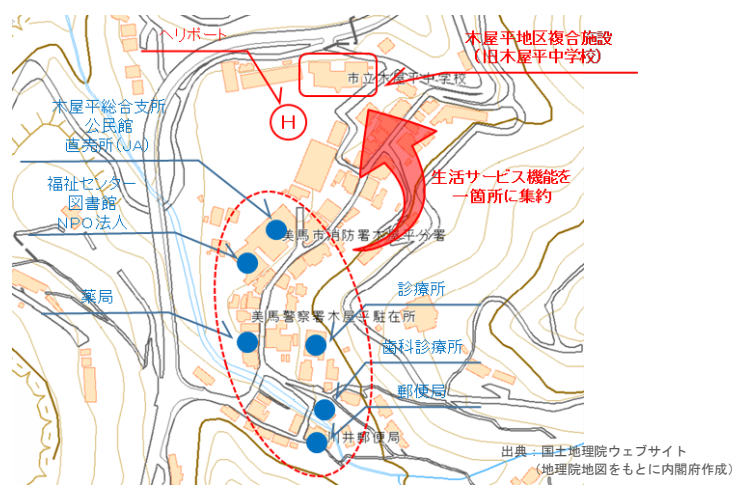 ヘリポート
木屋平地区複合施設
(旧木屋平中学校)
市立木屋平中学校
H
木屋平総合支所
公民館
直売所(JA)
生活サービス機能を
一箇所に集約
福祉センター
図書館
NPO法人
美馬市消防署木屋平分署
薬局
診療所
美馬警察署木屋平駐在所
歯科診療所
郵便局
川井郵便局
出典:国土地理院ウェブサイト
(地理院地図をもとに内閣府作成)